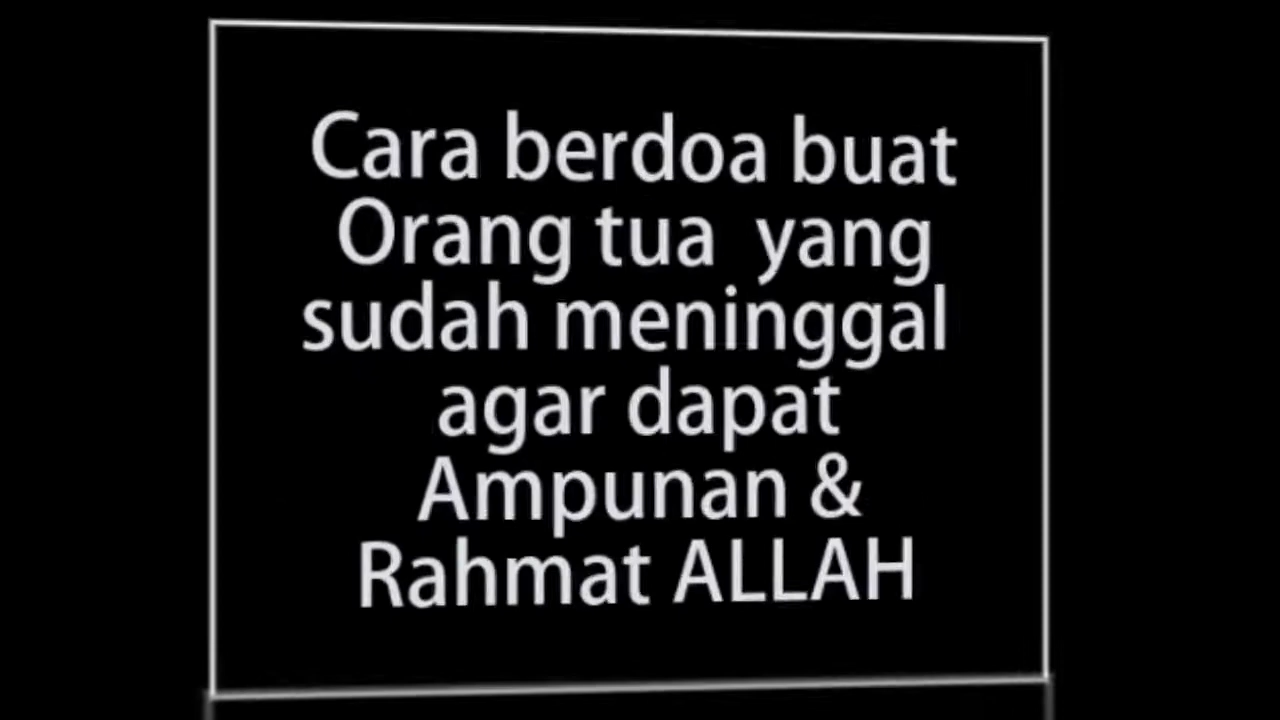 Cara berdoa buat
Orang tua yang
sudah meninggal
agar dapat
Ampunan &
Rahmat ALLAH